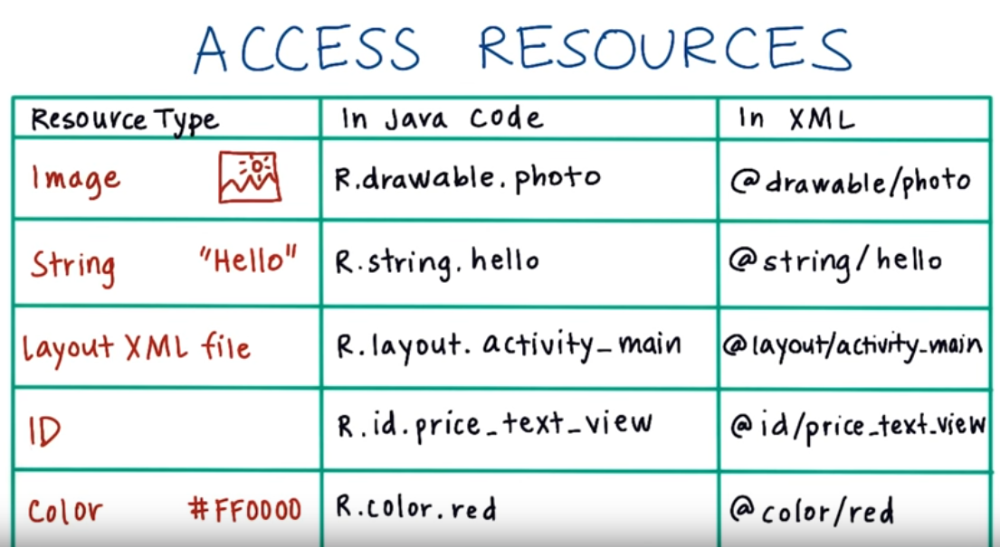 ACCESS RESOURCES
Resource Type In Java Code In XML
Image R.drawable.photo @drawable/photo
String "Hello" R.string.hello @string/hello
Layout XML file R.layout.activity_main @layout/activity_main
ID R.id.price_text_view @id/price_text_view
Color #FF0000 R.color.red @color/red